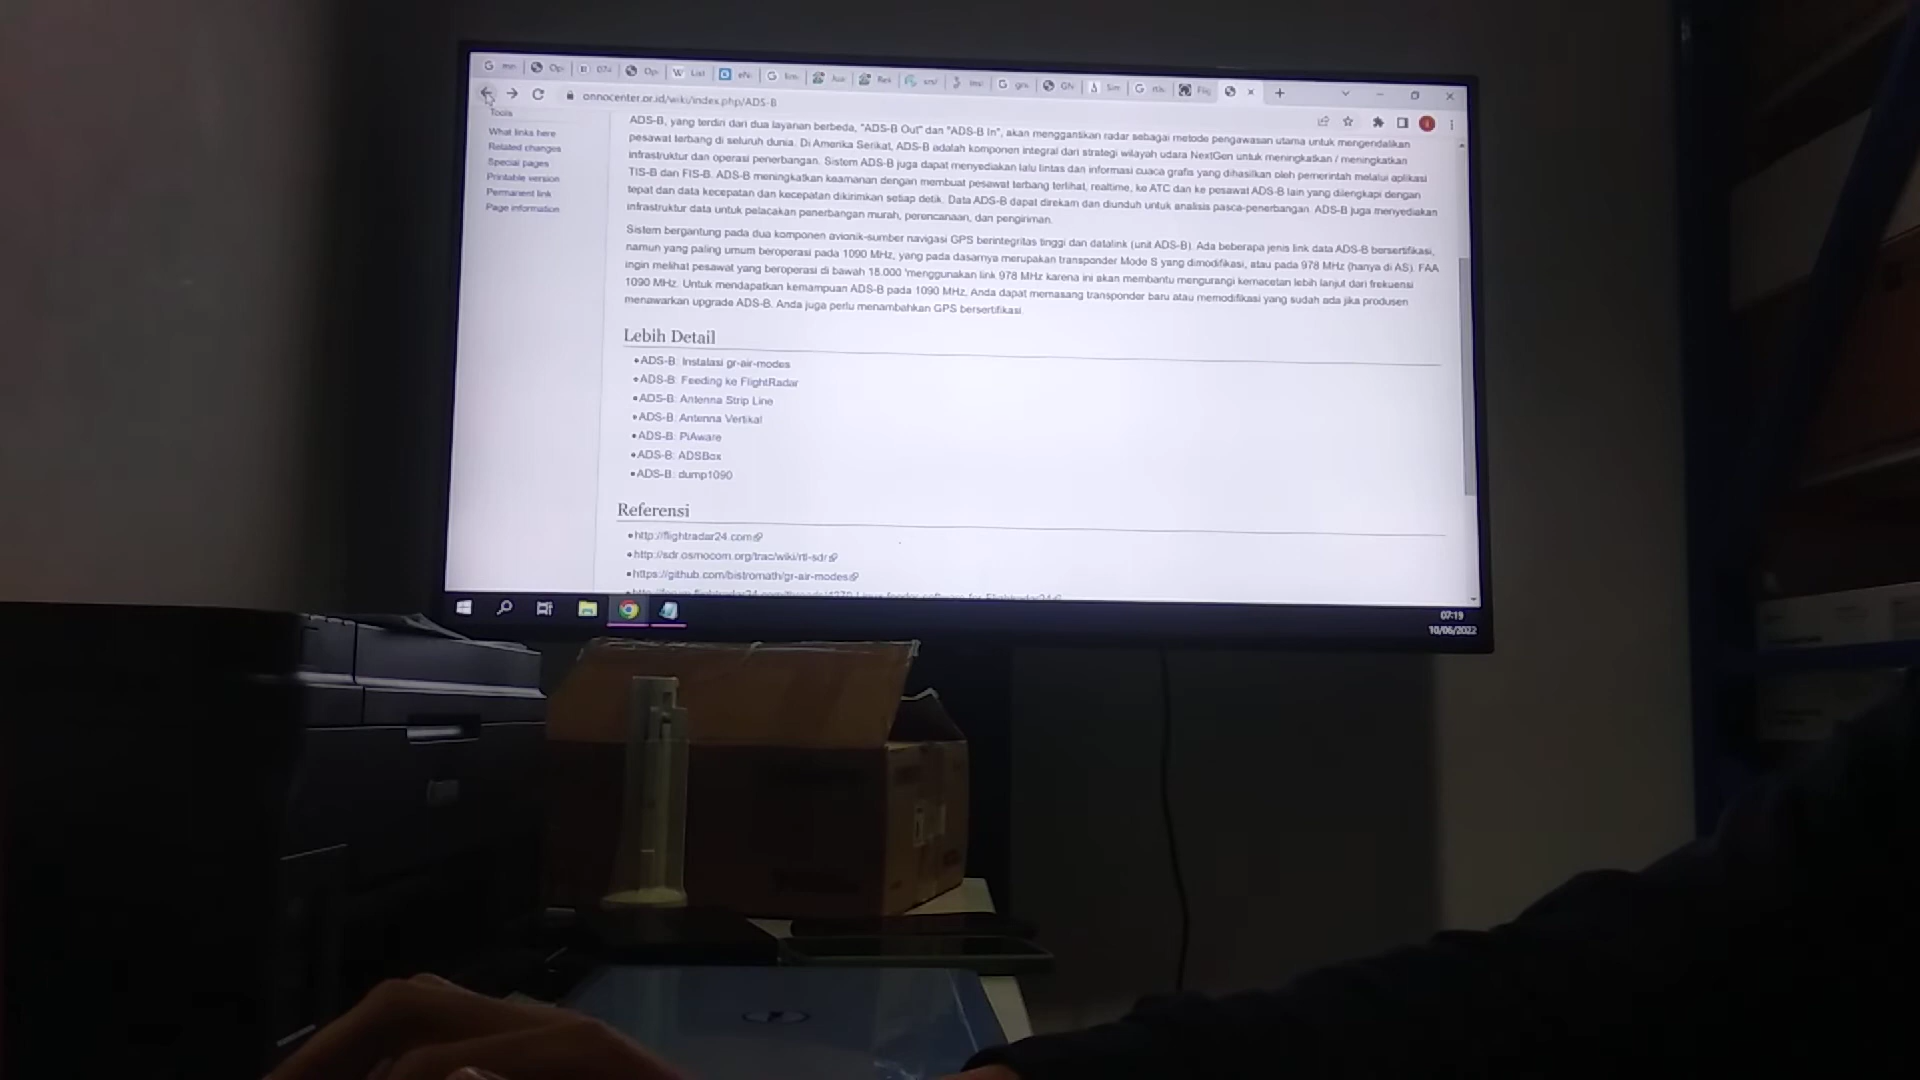 onnocenter.or.id/wiki/index.php/ADS-B
Tools
What links here
Related changes
Special pages
Printable version
Permanent link
Page information
ADS-B, yang terdiri dari dua layanan berbeda, "ADS-B Out" dan "ADS-B In", akan menggantikan radar sebagai metode pengawasan utama untuk mengendalikan
pesawat terbang di seluruh dunia. Di Amerika Serikat, ADS-B adalah komponen integral dari strategi wilayah udara NextGen untuk meningkatkan / meningkatkan
infrastruktur dan operasi penerbangan. Sistem ADS-B juga dapat menyediakan lalu lintas dan informasi cuaca grafis yang dihasilkan oleh pemerintah melalui aplikasi
TIS-B dan FIS-B. ADS-B meningkatkan keamanan dengan membuat pesawat terbang terlihat, realtime, ke ATC dan ke pesawat ADS-B lain yang dilengkapi dengan
tepat dan data kecepatan dan kecepatan dikirimkan setiap detik. Data ADS-B dapat direkam dan diunduh untuk analisis pasca-penerbangan. ADS-B juga menyediakan
infrastruktur data untuk pelacakan penerbangan murah, perencanaan, dan pengiriman.
Sistem bergantung pada dua komponen avionik-sumber navigasi GPS berintegritas tinggi dan datalink (unit ADS-B). Ada beberapa jenis link data ADS-B bersertifikasi,
namun yang paling umum beroperasi pada 1090 MHz, yang pada dasarnya merupakan transponder Mode S yang dimodifikasi, atau pada 978 MHz (hanya di AS). FAA
ingin melihat pesawat yang beroperasi di bawah 18.000 'menggunakan link 978 MHz karena ini akan membantu mengurangi kemacetan lebih lanjut dari frekuensi
1090 MHz. Untuk mendapatkan kemampuan ADS-B pada 1090 MHz, Anda dapat memasang transponder baru atau memodifikasi yang sudah ada jika produsen
menawarkan upgrade ADS-B. Anda juga perlu menambahkan GPS bersertifikasi.
Lebih Detail
ADS-B: Instalasi gr-air-modes
ADS-B: Feeding ke FlightRadar
ADS-B: Antenna Strip Line
ADS-B: Antenna Vertikal
ADS-B: PiAware
ADS-B: ADSBox
ADS-B: dump1090
Referensi
http://flightradar24.com
http://sdr.osmocom.org/trac/wiki/rtl-sdr
https://github.com/bistromath/gr-air-modes
07:19
10/06/2022